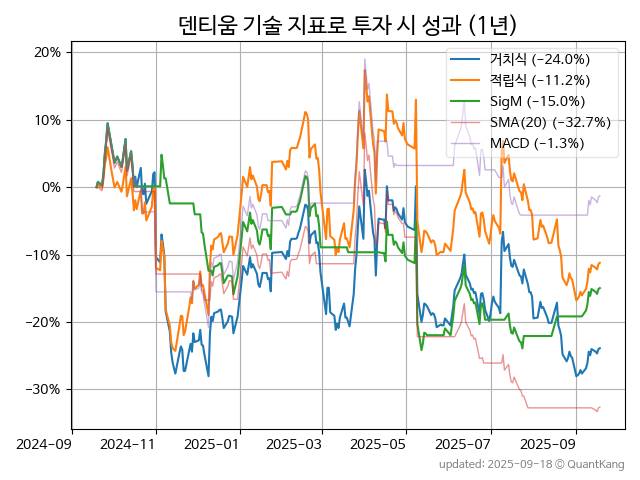 덴티움 기술 지표로 투자 시 성과 (1년)
거치식 (−24.0%)
적립식 (−11.2%)
SigM (−15.0%)
SMA(20) (−32.7%)
MACD (−1.3%)
20%
10%
0%
−10%
−20%
−30%
2024-09
2024-11
2025-01
2025-03
2025-05
2025-07
2025-09
updated: 2025-09-18 © QuantKang